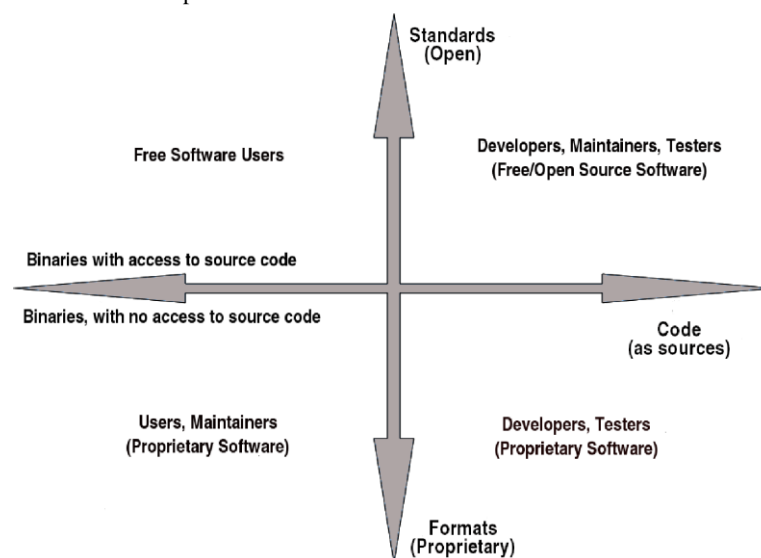 Standards
(Open)
Free Software Users
Developers, Maintainers, Testers
(Free/Open Source Software)
Binaries with access to source code
Binaries, with no access to source code
Code
(as sources)
Users, Maintainers
(Proprietary Software)
Developers, Testers
(Proprietary Software)
Formats
(Proprietary)